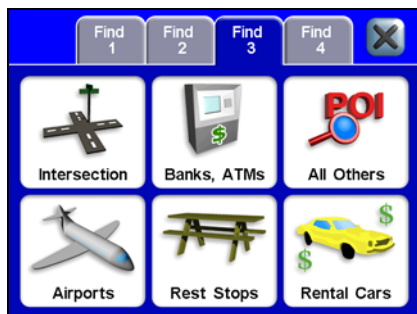 Find 1
Find 2
Find 3
Find 4
Intersection
$
Banks, ATMs
POI
All Others
Airports
Rest Stops
$
$
Rental Cars